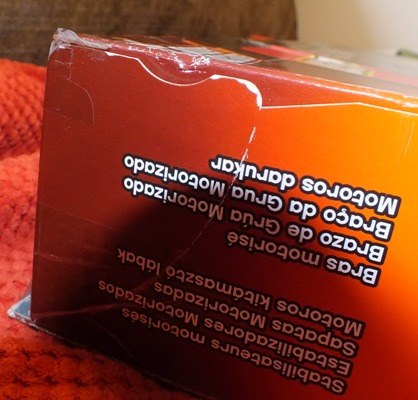 Stabilisateurs motorisés
Estabilizadores Motorizados
Sapatas Motorizadas
Motoros kitámasztó lábak
Bras motorisé
Brazo de Grúa Motorizado
Braço da Grua Motorizado
Motoros darukar